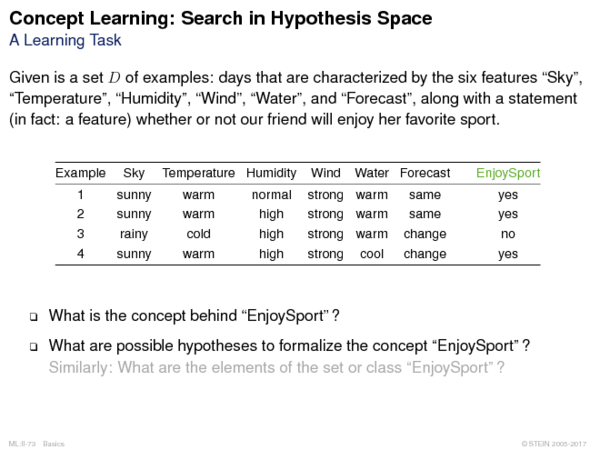 Concept Learning: Search in Hypothesis Space
A Learning Task
Given is a set D of examples: days that are characterized by the six features “Sky”,
“Temperature”, “Humidity”, “Wind”, “Water”, and “Forecast”, along with a statement
(in fact: a feature) whether or not our friend will enjoy her favorite sport.
Example Sky Temperature Humidity Wind Water Forecast EnjoySport
1 sunny warm normal strong warm same yes
2 sunny warm high strong warm same yes
3 rainy cold high strong warm change no
4 sunny warm high strong cool change yes
❑ What is the concept behind “EnjoySport” ?
❑ What are possible hypotheses to formalize the concept “EnjoySport” ?
Similarly: What are the elements of the set or class “EnjoySport” ?
ML:II-73 Basics © STEIN 2005-2017